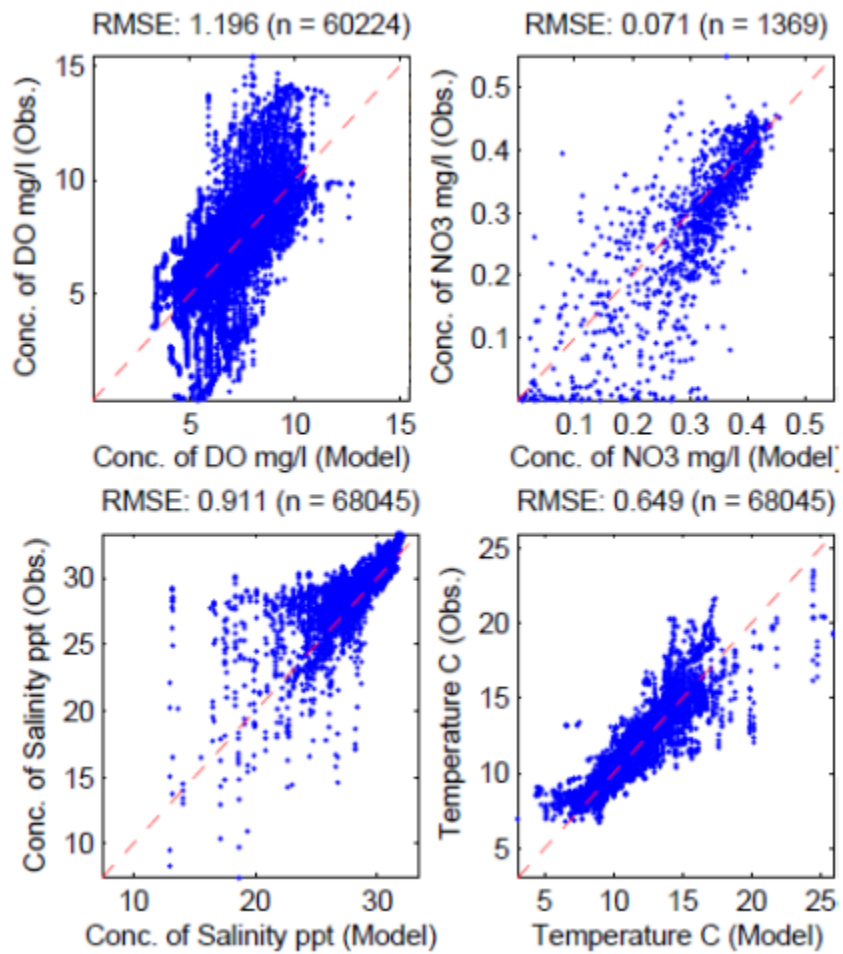 RMSE: 1.196 (n = 60224)
Conc. of DO mg/l (Obs.)
15
10
5
5
10
15
Conc. of DO mg/l (Model)
RMSE: 0.071 (n = 1369)
Conc. of NO3 mg/l (Obs.)
0.5
0.4
0.3
0.2
0.1
0.1
0.2
0.3
0.4
0.5
Conc. of NO3 mg/l (Model)
RMSE: 0.911 (n = 68045)
Conc. of Salinity ppt (Obs.)
30
25
20
15
10
10
20
30
Conc. of Salinity ppt (Model)
RMSE: 0.649 (n = 68045)
Temperature C (Obs.)
25
20
15
10
5
5
10
15
20
25
Temperature C (Model)